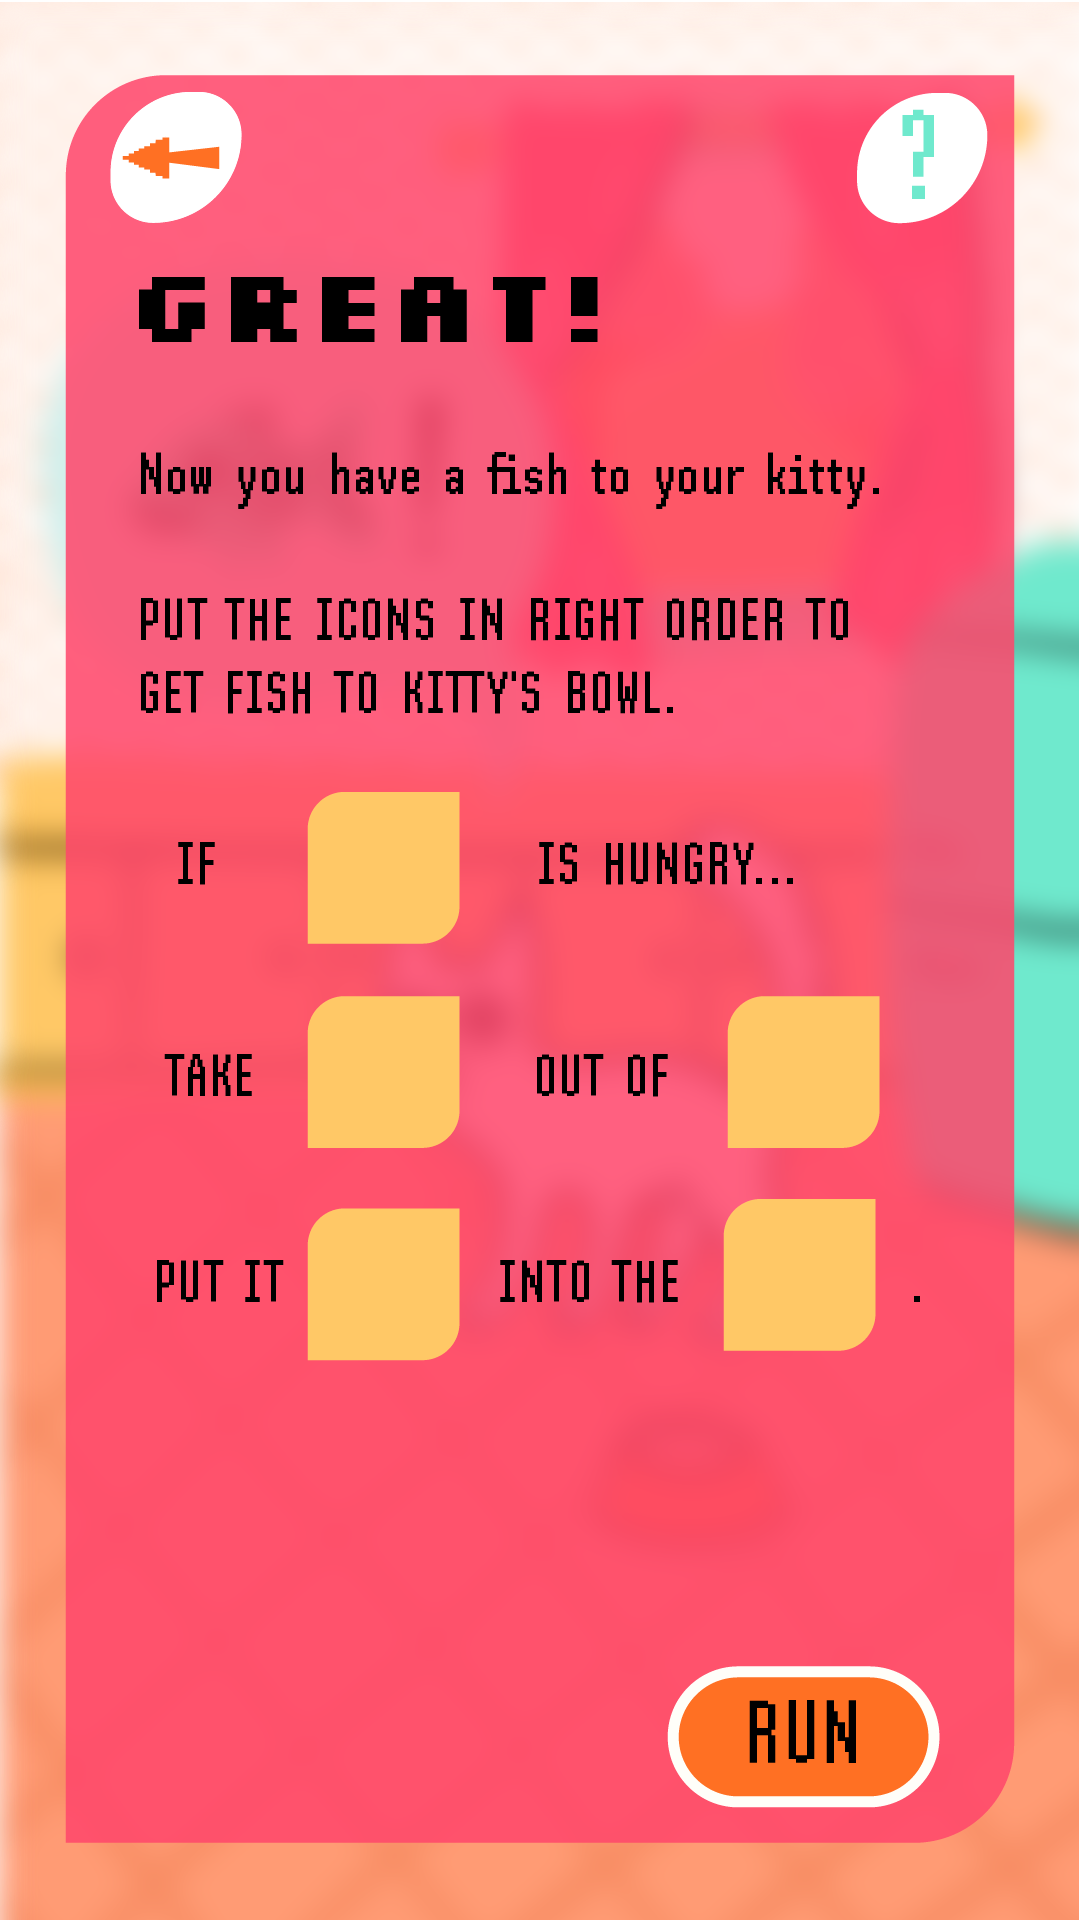 ?
GREAT!
Now you have a fish to your kitty.
PUT THE ICONS IN RIGHT ORDER TO
GET FISH TO KITTY'S BOWL.
IF IS HUNGRY...
TAKE OUT OF
PUT IT INTO THE .
RUN